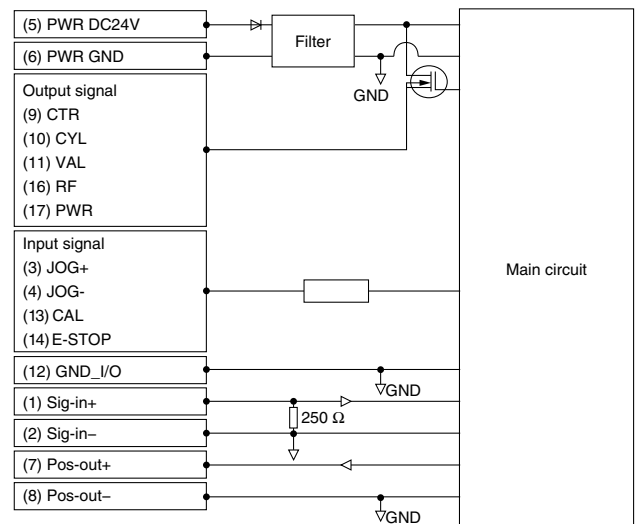 (5) PWR DC24V
Filter
(6) PWR GND
GND
Output signal
(9) CTR
(10) CYL
(11) VAL
(16) RF
(17) PWR
Input signal
(3) JOG+
(4) JOG-
(13) CAL
(14) E-STOP
Main circuit
(12) GND_I/O
GND
(1) Sig-in+
250 Ω
(2) Sig-in–
(7) Pos-out+
(8) Pos-out–
GND